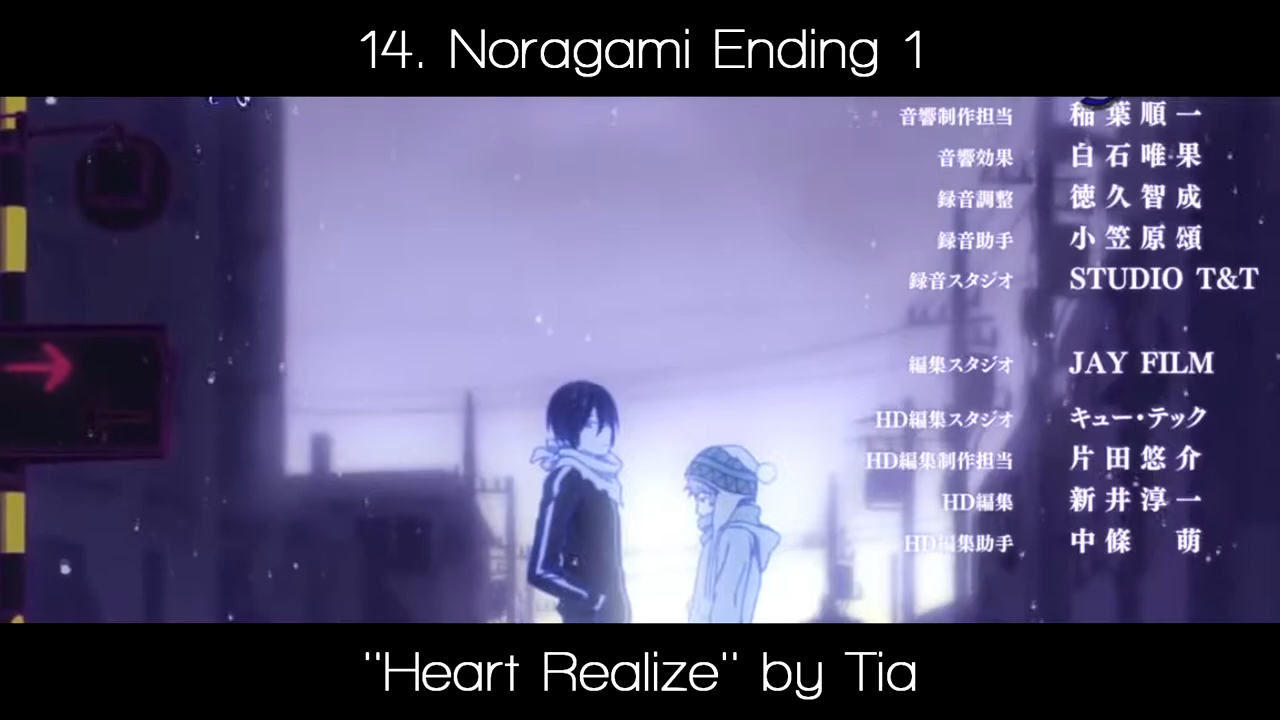 14. Noragami Ending 1
音響制作担当 稲葉順一
音響効果 白石唯果
録音調整 徳久智成
録音助手 小笠原頌
録音スタジオ STUDIO T&T
編集スタジオ JAY FILM
HD編集スタジオ キュー・テック
HD編集制作担当 片田悠介
HD編集 新井淳一
HD編集助手 中條 萌
"Heart Realize" by Tia